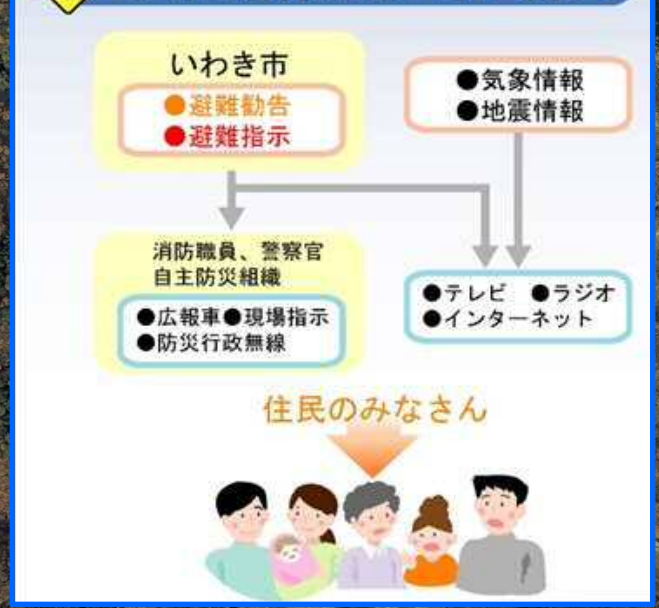 いわき市
●避難勧告
●避難指示
●気象情報
●地震情報
消防職員、警察官
自主防災組織
●広報車●現場指示
●防災行政無線
●テレビ ●ラジオ
●インターネット
住民のみなさん